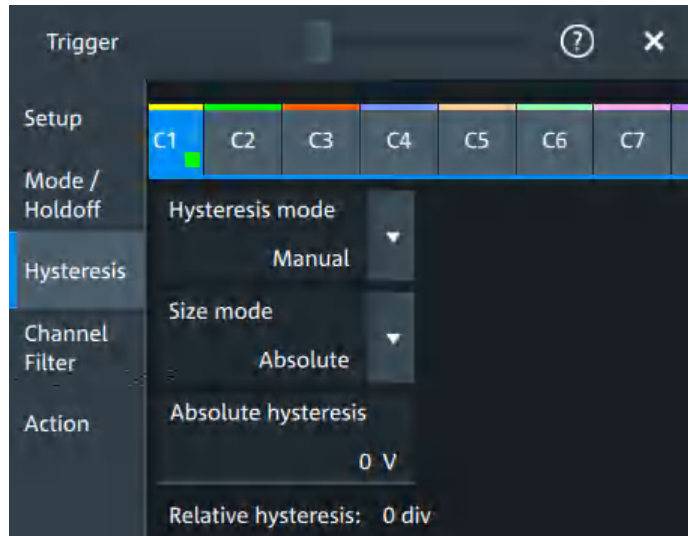 Trigger
?
Setup
Mode /
Holdoff
Hysteresis
Channel
Filter
Action
C1 C2 C3 C4 C5 C6 C7
Hysteresis mode
Manual
Size mode
Absolute
Absolute hysteresis
0 V
Relative hysteresis: 0 div